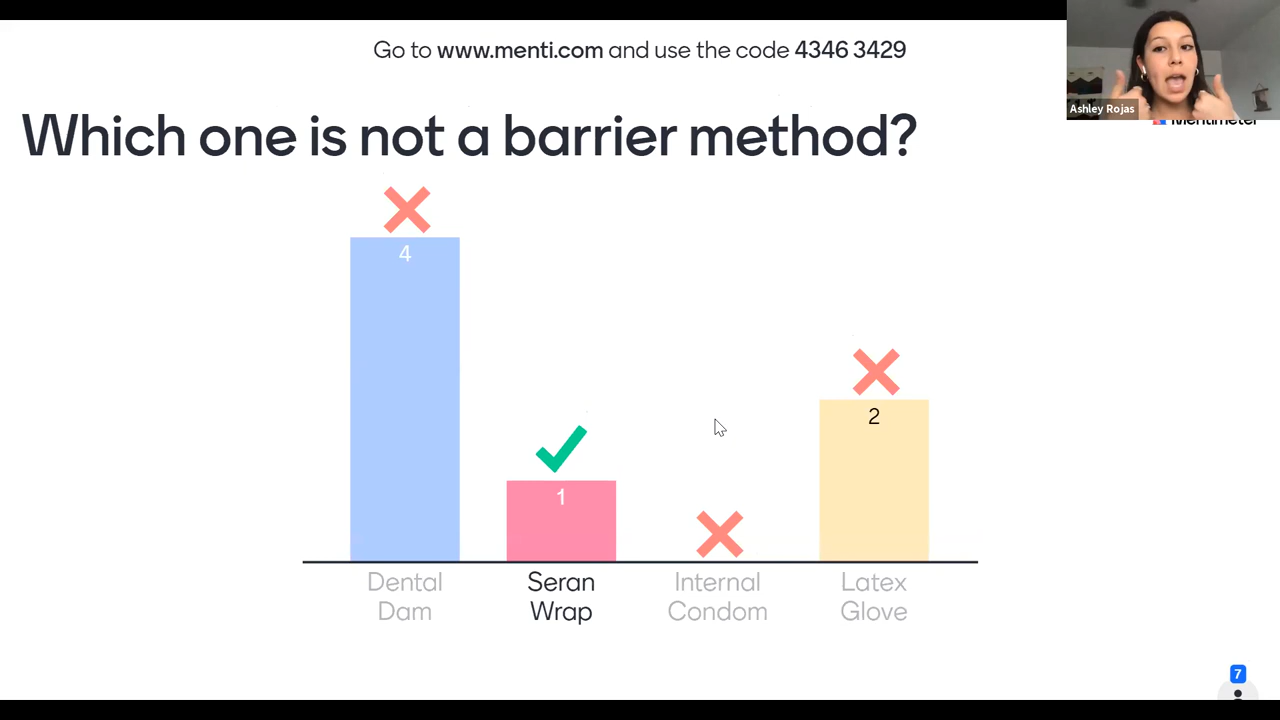 Go to www.menti.com and use the code 4346 3429
Ashley Rojas
Mentimeter
Which one is not a barrier method?
4
1
2
Dental
Dam
Seran
Wrap
Internal
Condom
Latex
Glove
7